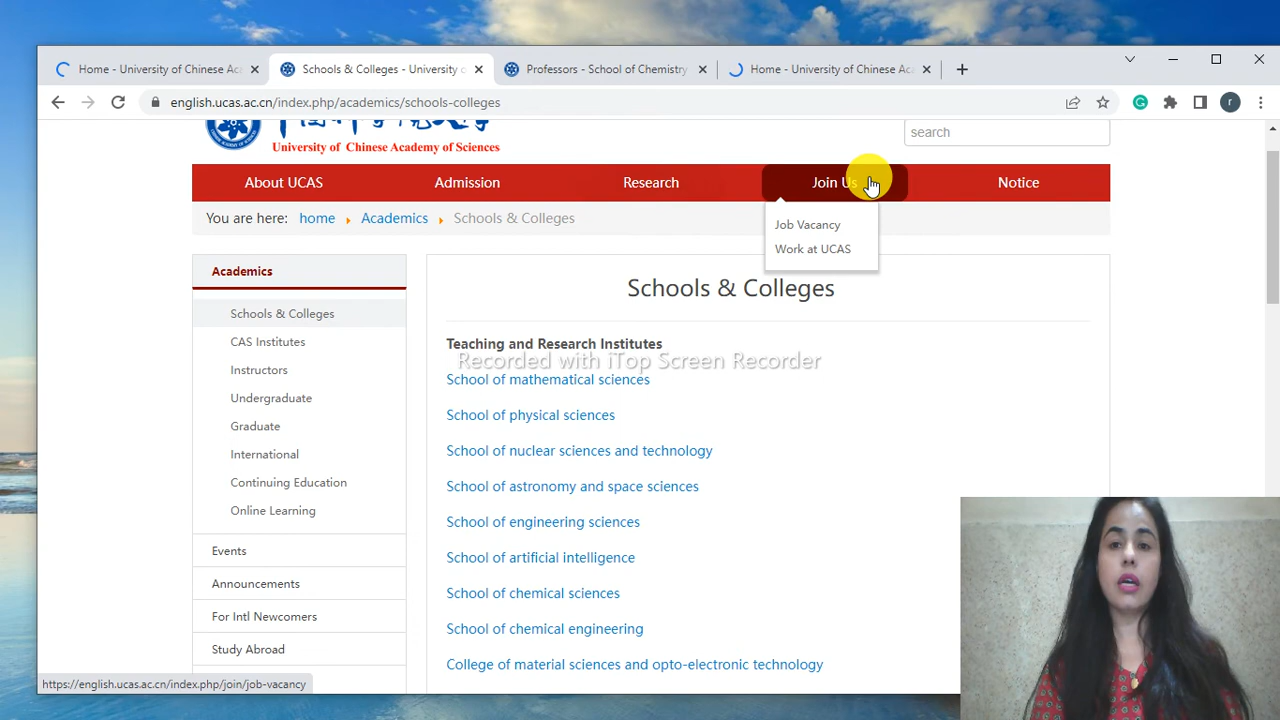 Home - University of Chinese Aca
Schools & Colleges - University o
Professors - School of Chemistry
Home - University of Chinese Aca
english.ucas.ac.cn/index.php/academics/schools-colleges
r
University of Chinese Academy of Sciences
search
About UCAS
Admission
Research
Join Us
Notice
You are here: home Academics Schools & Colleges
Job Vacancy
Work at UCAS
Academics
Schools & Colleges
CAS Institutes
Instructors
Undergraduate
Graduate
International
Continuing Education
Online Learning
Events
Announcements
For Intl Newcomers
Study Abroad
Schools & Colleges
Teaching and Research Institutes
Recorded with iTop Screen Recorder
School of mathematical sciences
School of physical sciences
School of nuclear sciences and technology
School of astronomy and space sciences
School of engineering sciences
School of artificial intelligence
School of chemical sciences
School of chemical engineering
College of material sciences and opto-electronic technology
https://english.ucas.ac.cn/index.php/join/job-vacancy